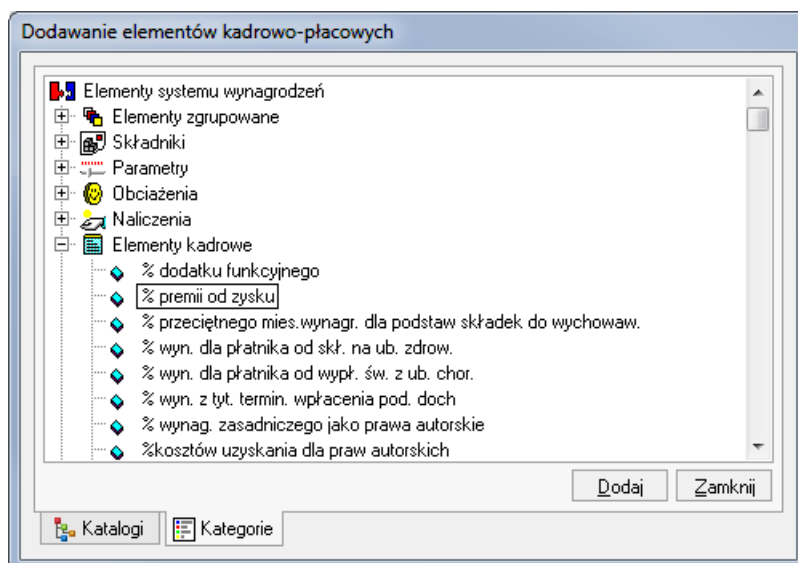 Dodawanie elementów kadrowo-płacowych
Elementy systemu wynagrodzeń
Elementy zgrupowane
Składniki
Parametry
Obciażenia
Naliczenia
Elementy kadrowe
% dodatku funkcyjnego
% premii od zysku
% przeciętnego mies.wynagr. dla podstaw składek do wychowaw.
% wyn. dla płatnika od skł. na ub. zdrow.
% wyn. dla płatnika od wypł. św. z ub. chor.
% wyn. z tyt. termin. wpłacenia pod. doch
% wynag. zasadniczego jako prawa autorskie
%kosztów uzyskania dla praw autorskich
Dodaj Zamknij
Katalogi Kategorie